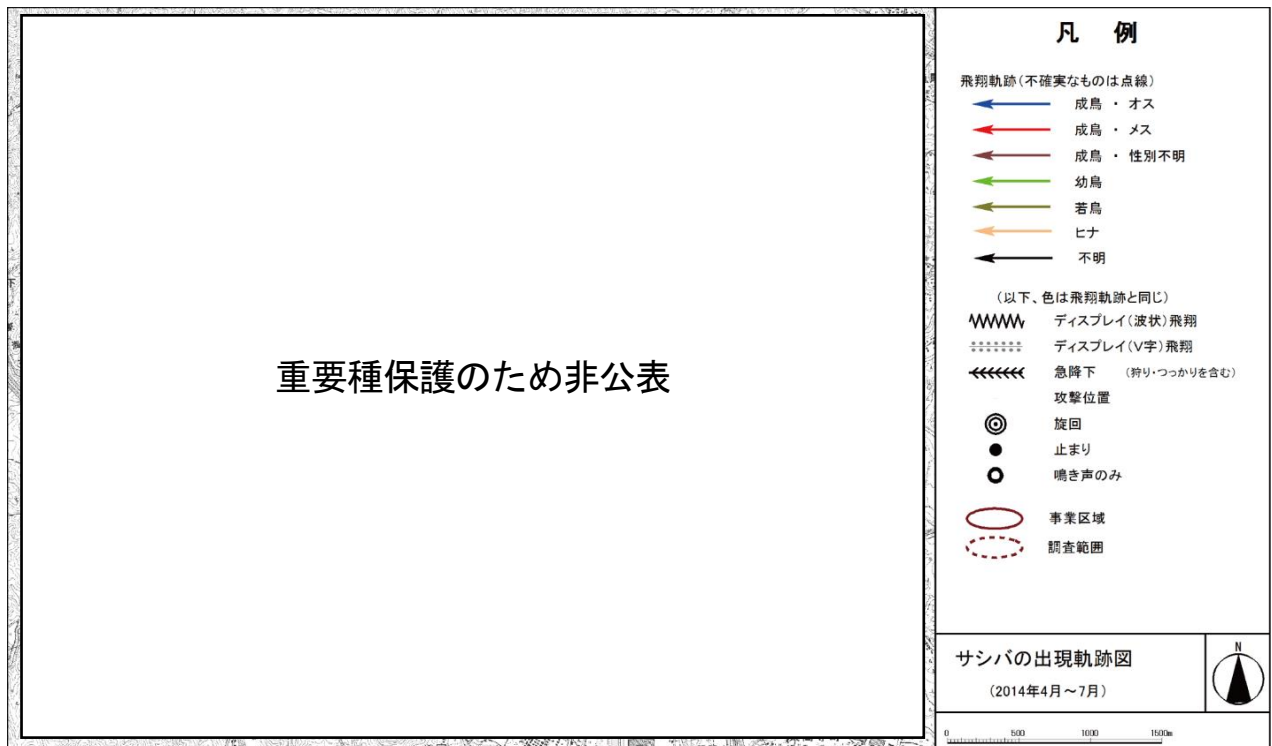 重要種保護のため非公表
凡 例
飛翔軌跡(不確実なものは点線)
成鳥 ・ オス
成鳥 ・ メス
成鳥 ・ 性別不明
幼鳥
若鳥
ヒナ
不明
(以下、色は飛翔軌跡と同じ)
ディスプレイ(波状)飛翔
ディスプレイ(V字)飛翔
急降下 (狩り・つっかりを含む)
攻撃位置
旋回
止まり
鳴き声のみ
事業区域
調査範囲
サシバの出現軌跡図
(2014年4月～7月)
N
0 500 1000 1500m